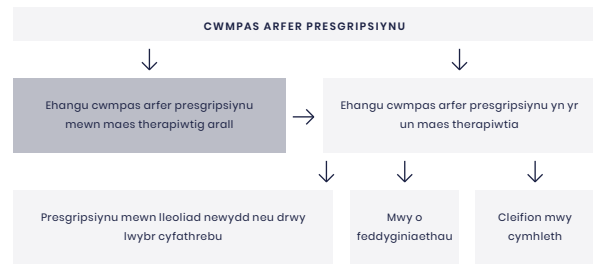 CWMPAS ARFER PRESGRIPSIYNU
Ehangu cwmpas arfer presgripsiynu
mewn maes therapiwtig arall
Ehangu cwmpas arfer presgripsiynu yn yr
un maes therapiwtia
Presgripsiynu mewn lleoliad newydd neu drwy
lwybr cyfathrebu
Mwy o
feddyginiaethau
Cleifion mwy
cymhleth